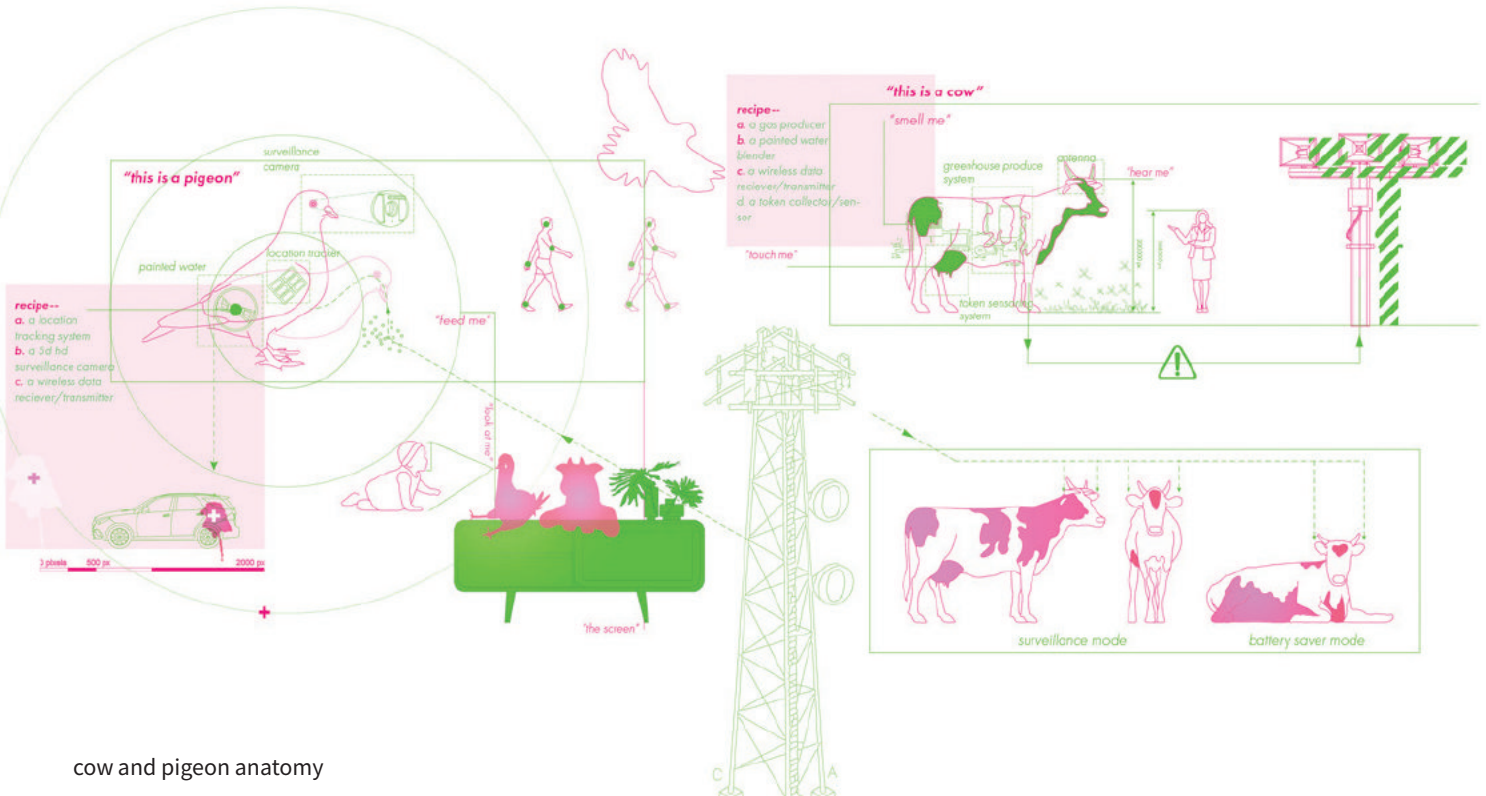 "this is a pigeon"
surveillance
camera
location tracker
painted water
recipe--
a. a location
tracking system
b. a 5d hd
surveillance camera
c. a wireless data
reciever/transmitter
500 px
2000 px
"feed me"
"look at me"
"the screen"
"this is a cow"
recipe--
a. a gas producer
b. a painted water
blender
c. a wireless data
reciever/transmitter
d. a token collector/sen-
sor
"smell me"
greenhouse produce
system
antenna
"hear me"
"touch me"
token sensoring
system
C
A
surveillance mode
battery saver mode
cow and pigeon anatomy